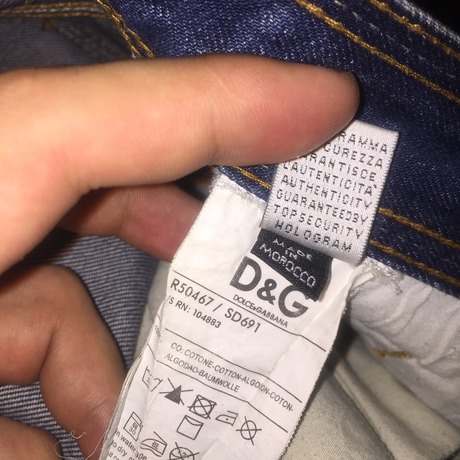 GRAMMA
CUREZZA
RANTISCE
L'AUTENTICITA'
AUTHENTICITY
GUARANTEED BY
TOP SECURITY
HOLOGRAM
MADE
IN
MOROCCO
D&G
DOLCE&GABBANA
R50467 / SD691
RN: 104883
CO: COTONE-COTTON-ALGODON-COTON-
ALGODAO-BAUMWOLLE